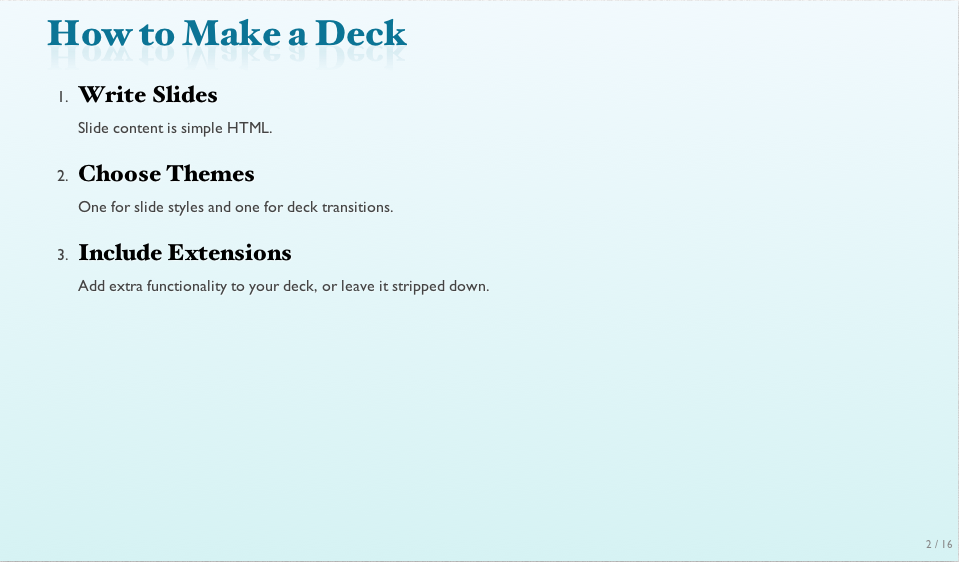 How to Make a Deck
1. Write Slides
Slide content is simple HTML.
2. Choose Themes
One for slide styles and one for deck transitions.
3. Include Extensions
Add extra functionality to your deck, or leave it stripped down.
2 / 16